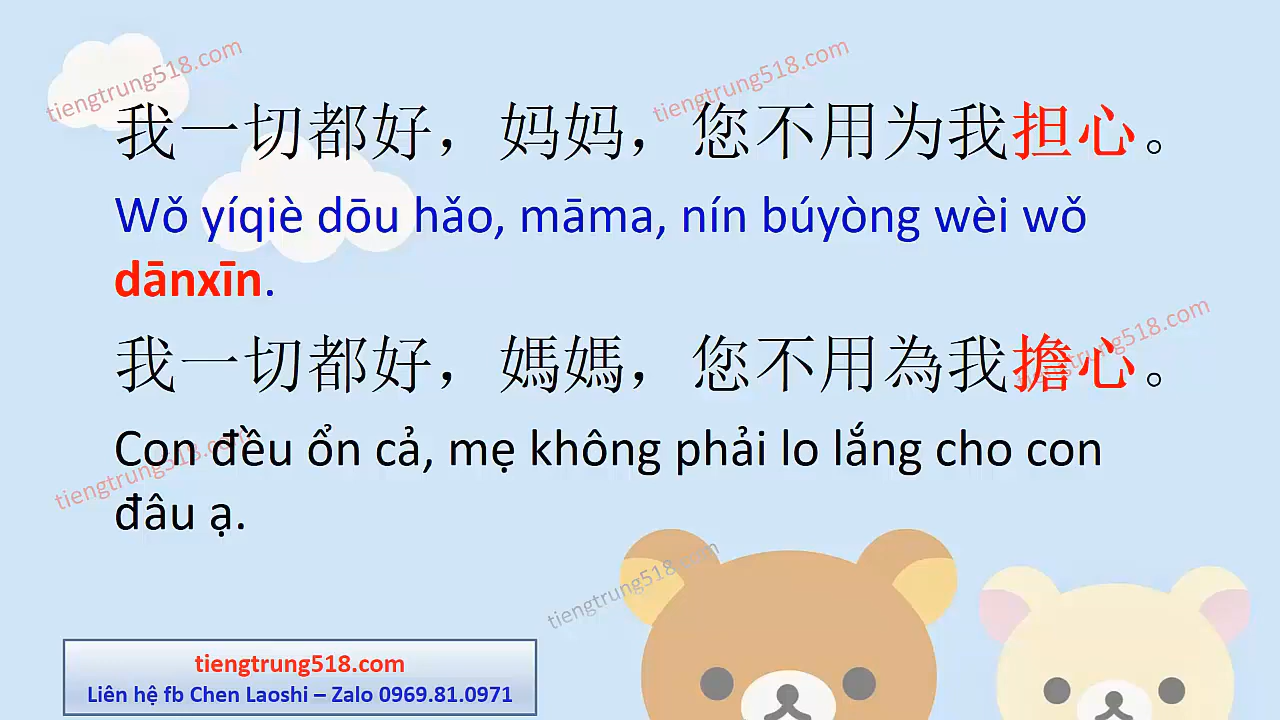 tiengtrung518.com
tiengtrung518.com
我一切都好，妈妈，您不用为我担心。
Wǒ yíqiè dōu hǎo, māma, nín búyòng wèi wǒ
dānxīn.
tiengtrung518.com
我一切都好，媽媽，您不用為我擔心。
Con đều ổn cả, mẹ không phải lo lắng cho con
tiengtrung518.com
đâu ạ.
tiengtrung518.com
tiengtrung518.com
Liên hệ fb Chen Laoshi – Zalo 0969.81.0971